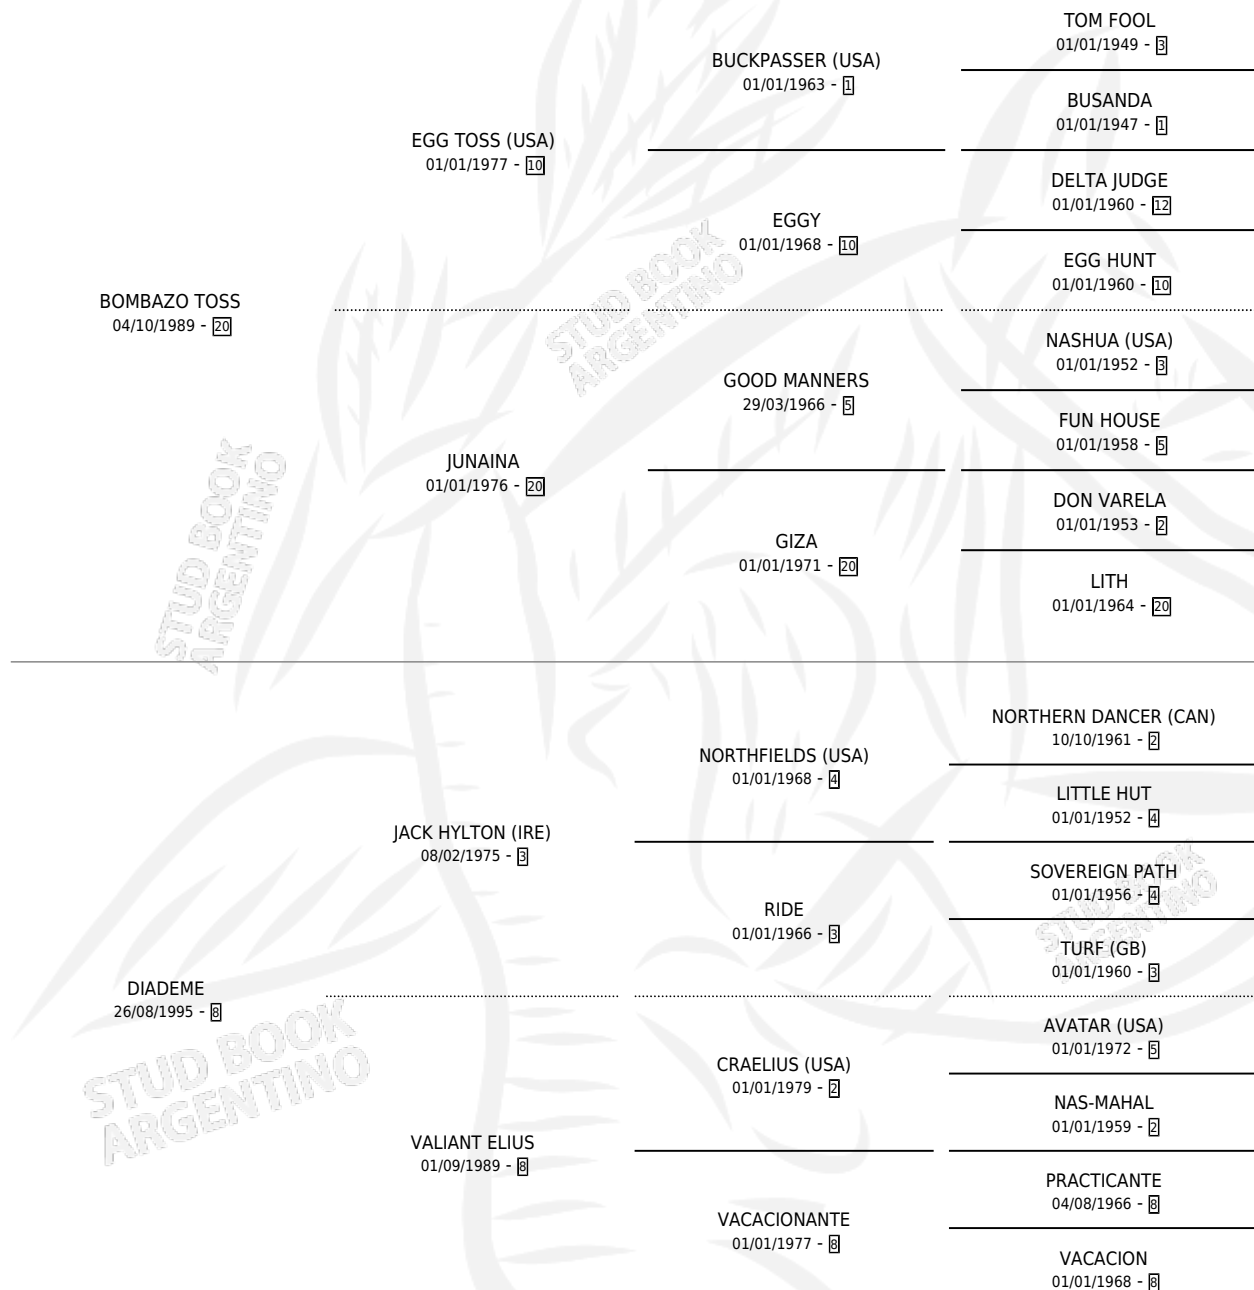 TOM FOOL
01/01/1949 - 3
BUCKPASSER (USA)
01/01/1963 - 1
BUSANDA
01/01/1947 - 1
EGG TOSS (USA)
01/01/1977 - 10
DELTA JUDGE
01/01/1960 - 12
EGGY
01/01/1968 - 10
EGG HUNT
01/01/1960 - 10
BOMBAZO TOSS
04/10/1989 - 20
STUD BOOK
ARGENTINO
NASHUA (USA)
01/01/1952 - 3
GOOD MANNERS
29/03/1966 - 5
FUN HOUSE
01/01/1958 - 5
JUNAINA
01/01/1976 - 20
DON VARELA
01/01/1953 - 2
GIZA
01/01/1971 - 20
LITH
01/01/1964 - 20
STUD BOOK
ARGENTINO
NORTHERN DANCER (CAN)
10/10/1961 - 2
NORTHFIELDS (USA)
01/01/1968 - 4
LITTLE HUT
01/01/1952 - 4
JACK HYLTON (IRE)
08/02/1975 - 3
SOVEREIGN PATH
01/01/1956 - 4
RIDE
01/01/1966 - 3
TURF (GB)
01/01/1960 - 3
STUD BOOK
ARGENTINO
DIADEME
26/08/1995 - 8
AVATAR (USA)
01/01/1972 - 5
CRAELIUS (USA)
01/01/1979 - 2
NAS-MAHAL
01/01/1959 - 2
STUD BOOK
ARGENTINO
VALIANT ELIUS
01/09/1989 - 8
PRACTICANTE
04/08/1966 - 8
VACACIONANTE
01/01/1977 - 8
VACACION
01/01/1968 - 8